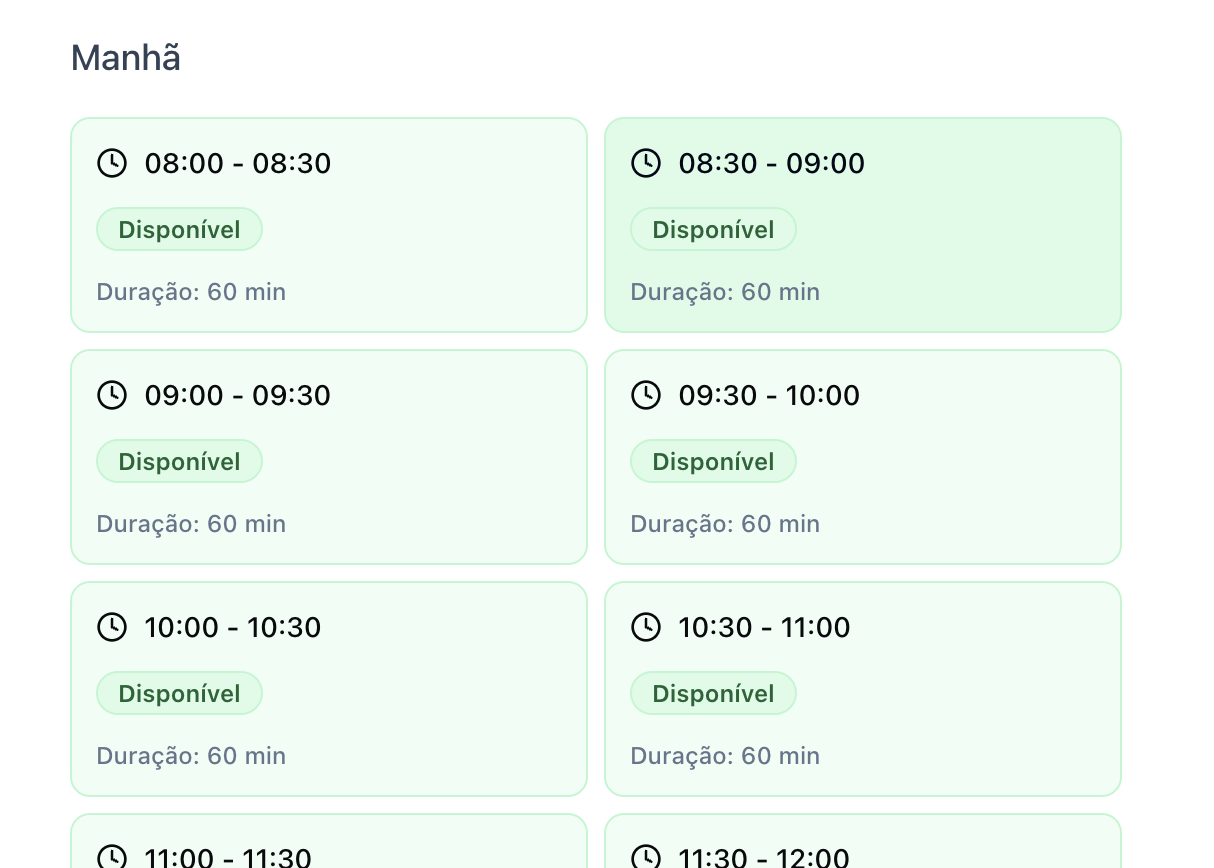 Manhã
08:00 - 08:30
Disponível
Duração: 60 min
08:30 - 09:00
Disponível
Duração: 60 min
09:00 - 09:30
Disponível
Duração: 60 min
09:30 - 10:00
Disponível
Duração: 60 min
10:00 - 10:30
Disponível
Duração: 60 min
10:30 - 11:00
Disponível
Duração: 60 min
11:00 - 11:30
11:30 - 12:00